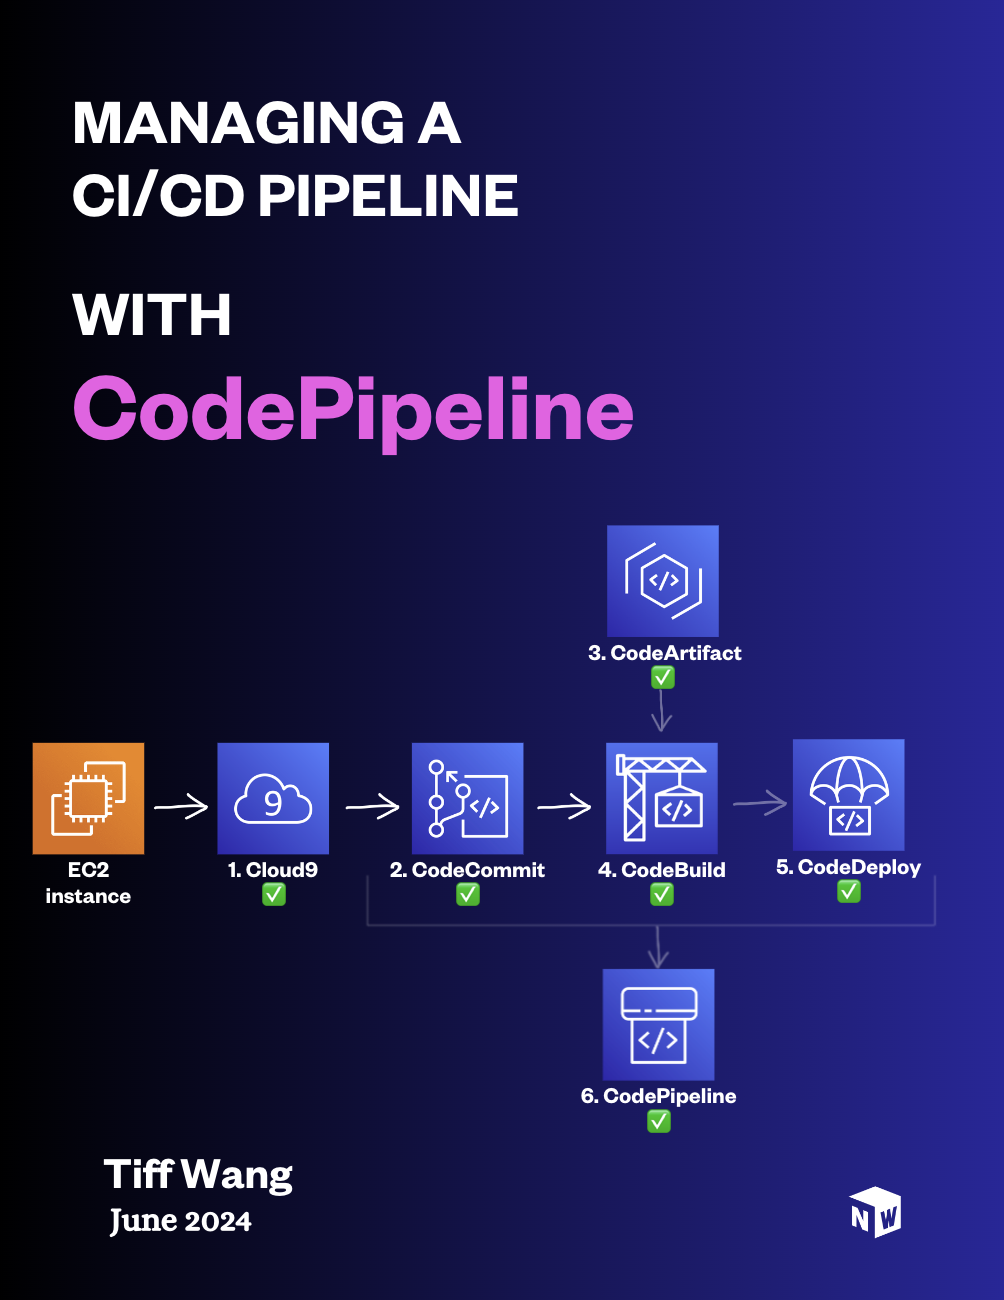 MANAGING A
CI/CD PIPELINE
WITH
CodePipeline
</>
3. CodeArtifact
9
</>
</>
</>
EC2
instance
1. Cloud9
2. CodeCommit
4. CodeBuild
5. CodeDeploy
</>
6. CodePipeline
Tiff Wang
June 2024
NW